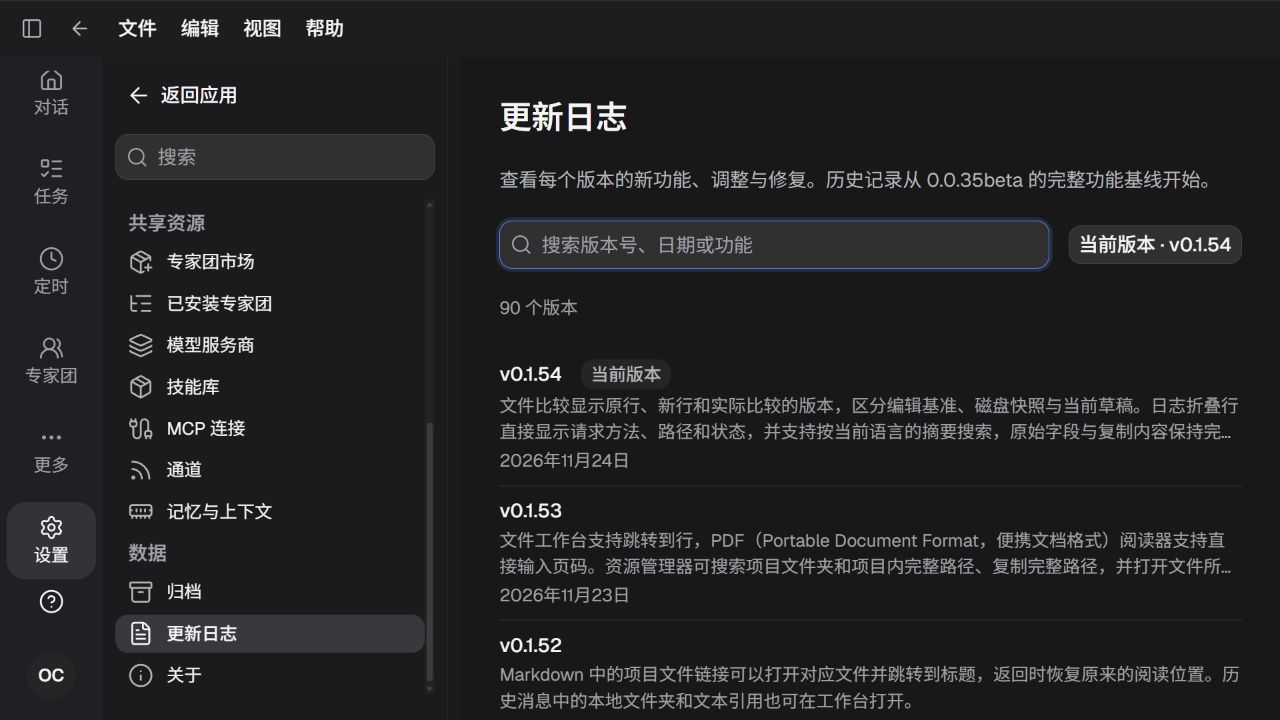 文件 编辑 视图 帮助
对话
任务
定时
专家团
更多
设置
OC
返回应用
搜索
共享资源
专家团市场
已安装专家团
模型服务商
技能库
MCP 连接
通道
记忆与上下文
数据
归档
更新日志
关于
更新日志
查看每个版本的新功能、调整与修复。历史记录从 0.0.35beta 的完整功能基线开始。
搜索版本号、日期或功能
当前版本 · v0.1.54
90 个版本
v0.1.54 当前版本
文件比较显示原行、新行和实际比较的版本，区分编辑基准、磁盘快照与当前草稿。日志折叠行
直接显示请求方法、路径和状态，并支持按当前语言的摘要搜索，原始字段与复制内容保持完…
2026年11月24日
v0.1.53
文件工作台支持跳转到行，PDF（Portable Document Format，便携文档格式）阅读器支持直
接输入页码。资源管理器可搜索项目文件夹和项目内完整路径、复制完整路径，并打开文件所…
2026年11月23日
v0.1.52
Markdown 中的项目文件链接可以打开对应文件并跳转到标题，返回时恢复原来的阅读位置。历
史消息中的本地文件夹和文本引用也可在工作台打开。